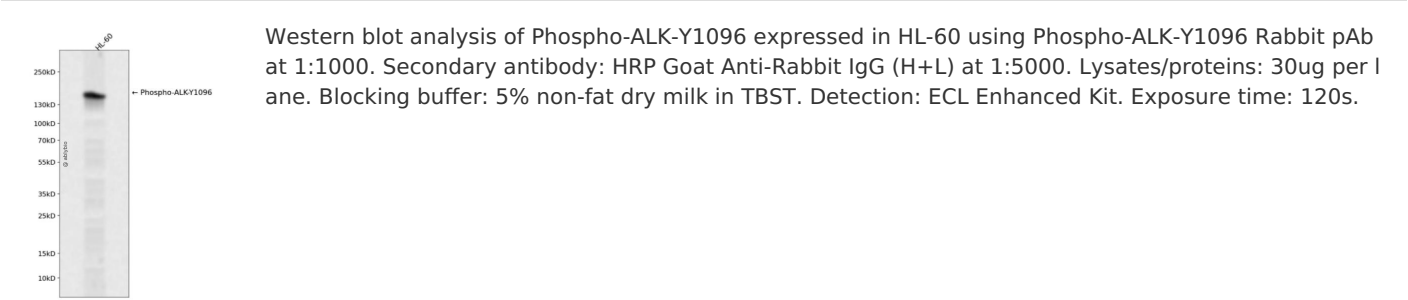 HL-60
Western blot analysis of Phospho-ALK-Y1096 expressed in HL-60 using Phospho-ALK-Y1096 Rabbit pAb
at 1:1000. Secondary antibody: HRP Goat Anti-Rabbit IgG (H+L) at 1:5000. Lysates/proteins: 30ug per l
ane. Blocking buffer: 5% non-fat dry milk in TBST. Detection: ECL Enhanced Kit. Exposure time: 120s.
250kD
← Phospho-ALK-Y1096
130kD
100kD
70kD
55kD
35kD
25kD
15kD
10kD